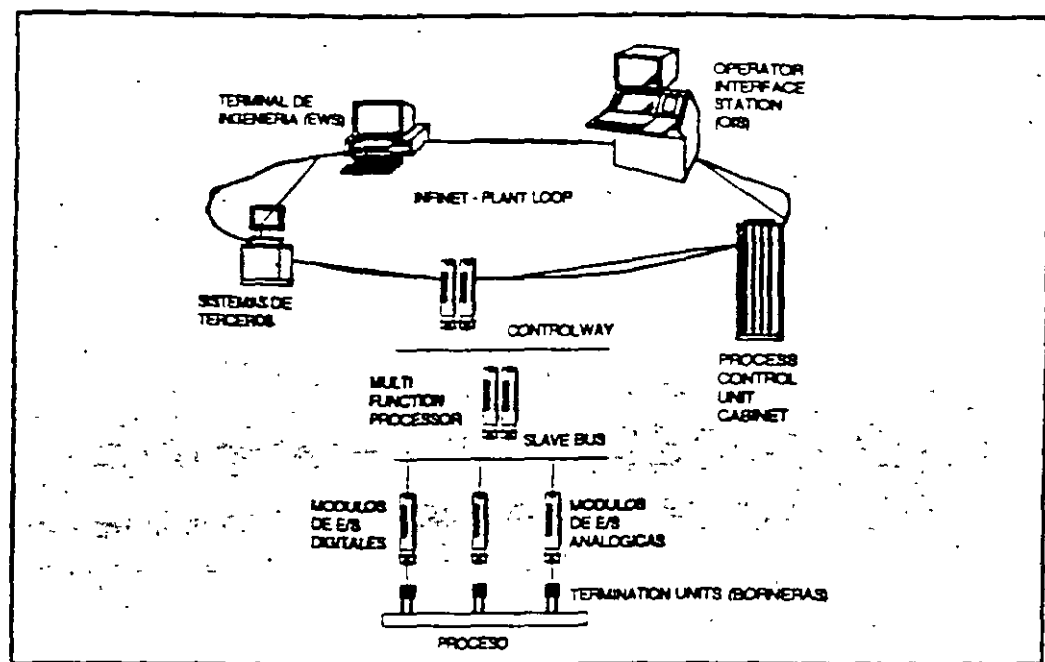 OPERATOR
INTERFACE
STATION
(OIS)
TERMINAL DE
INGENIERIA (EWS)
INFINET - PLANT LOOP
SISTEMAS DE
TERCEROS
CONTROLWAY
PROCESS
CONTROL
UNIT
CABINET
MULTI
FUNCTION
PROCESSOR
SLAVE BUS
MODULOS
DE E/S
DIGITALES
MODULOS
DE E/S
ANALOGICAS
TERMINATION UNITS (BORNERAS)
PROCESO